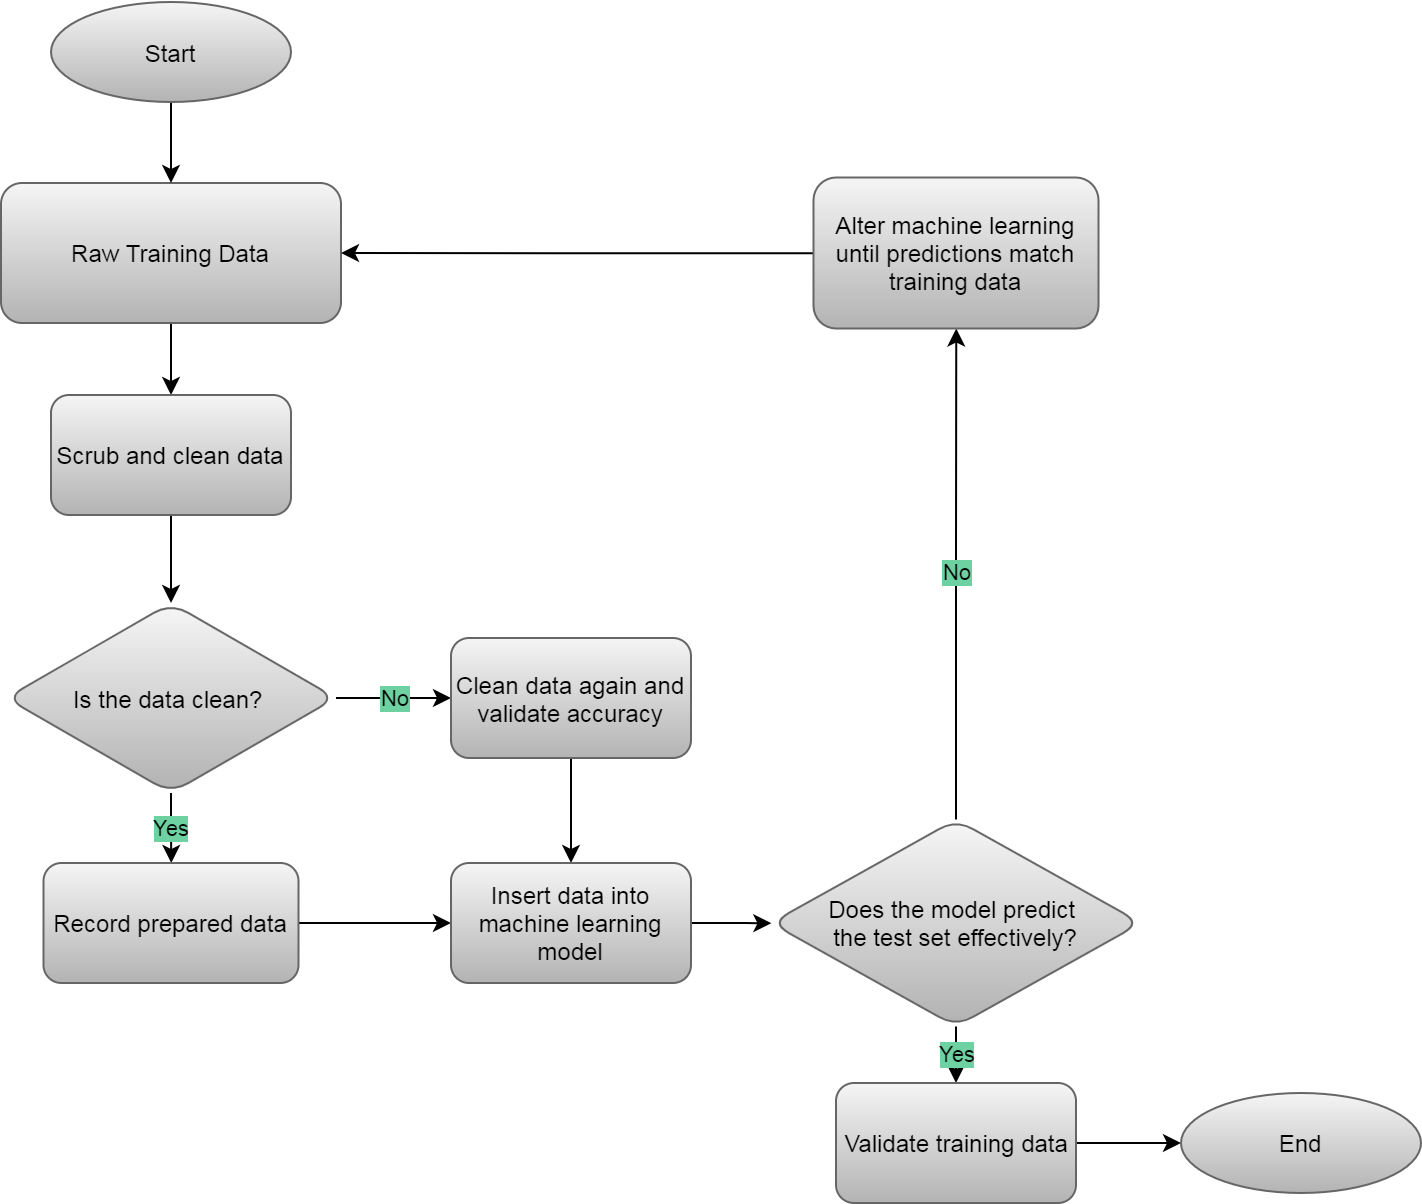 Start
Raw Training Data
Alter machine learning
until predictions match
training data
Scrub and clean data
No
Is the data clean?
No
Clean data again and
validate accuracy
Yes
Record prepared data
Insert data into
machine learning
model
Does the model predict
the test set effectively?
Yes
Validate training data
End